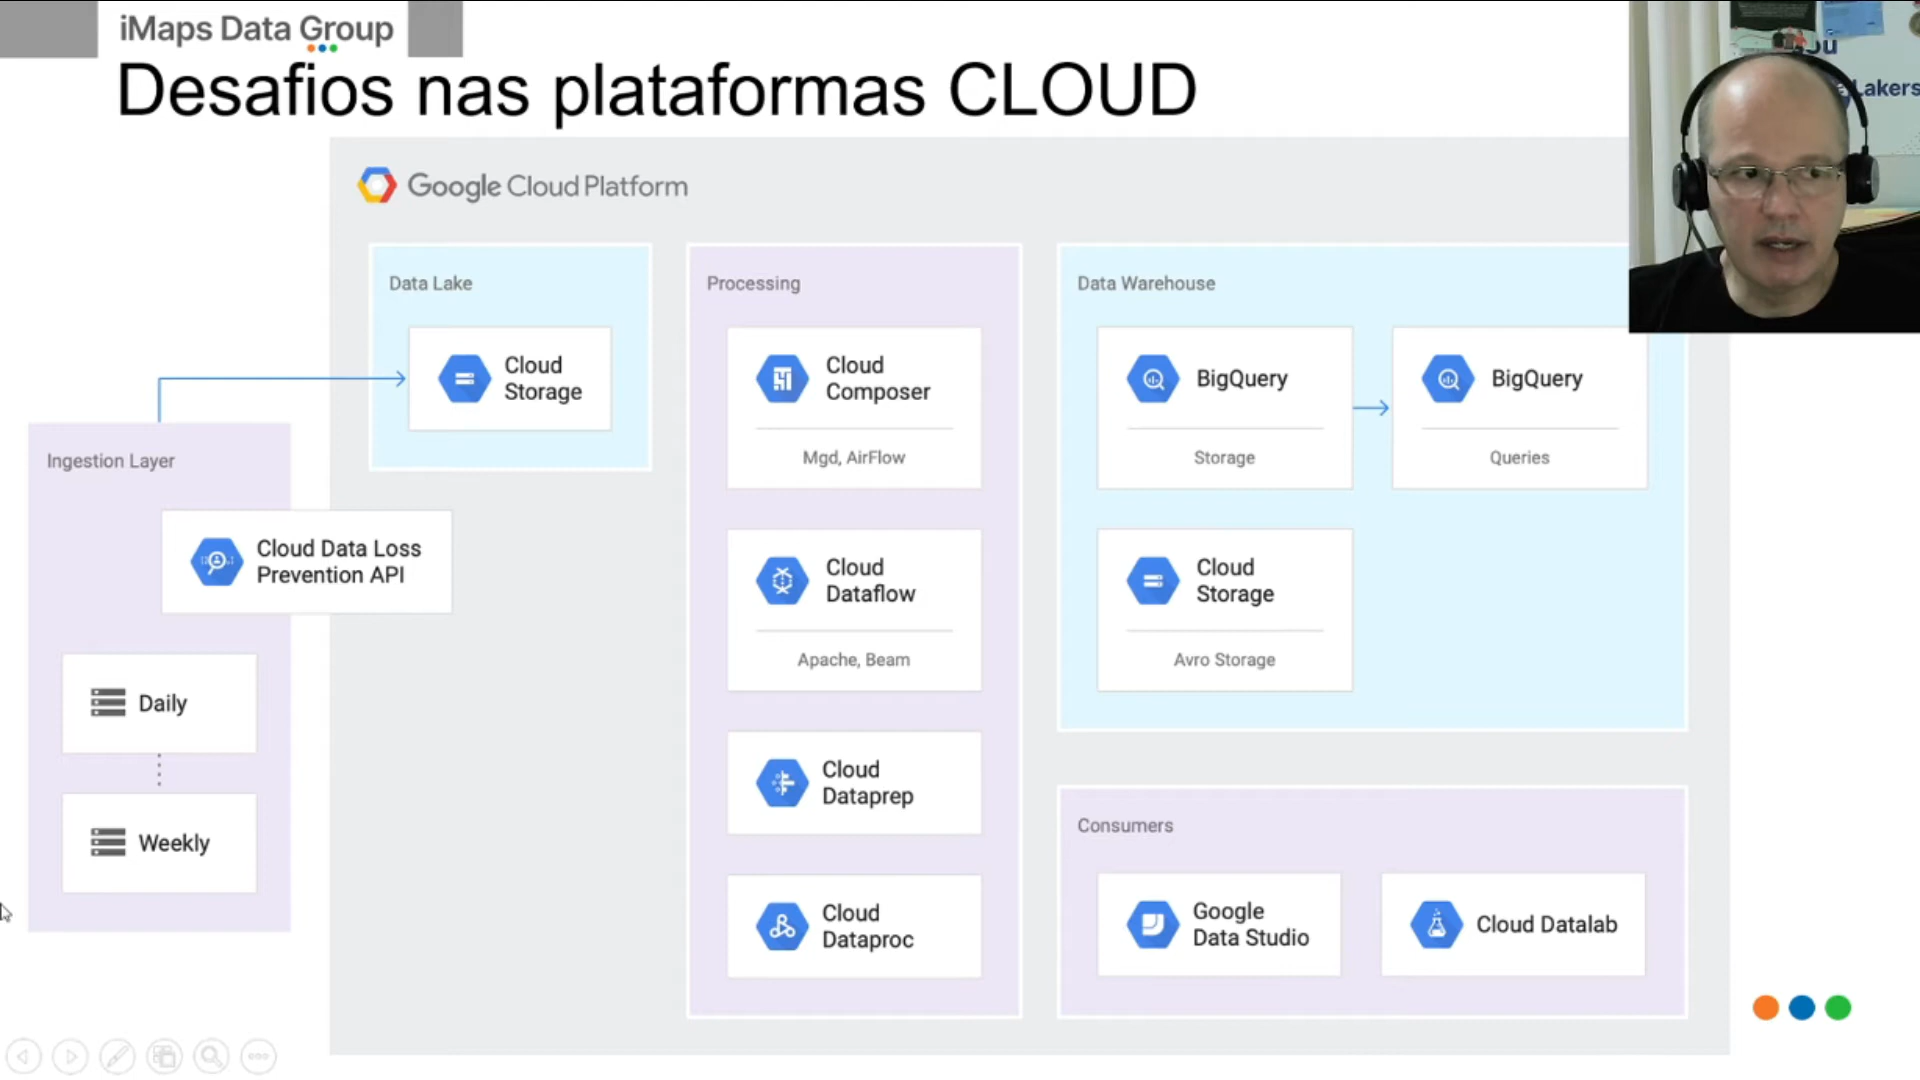 iMaps Data Group
Desafios nas plataformas CLOUD
Google Cloud Platform
Ingestion Layer
Cloud Data Loss
Prevention API
Daily
Weekly
Data Lake
Cloud
Storage
Processing
Cloud
Composer
Mgd, AirFlow
Cloud
Dataflow
Apache, Beam
Cloud
Dataprep
Cloud
Dataproc
Data Warehouse
BigQuery
Storage
BigQuery
Queries
Cloud
Storage
Avro Storage
Consumers
Google
Data Studio
Cloud Datalab
Lakers